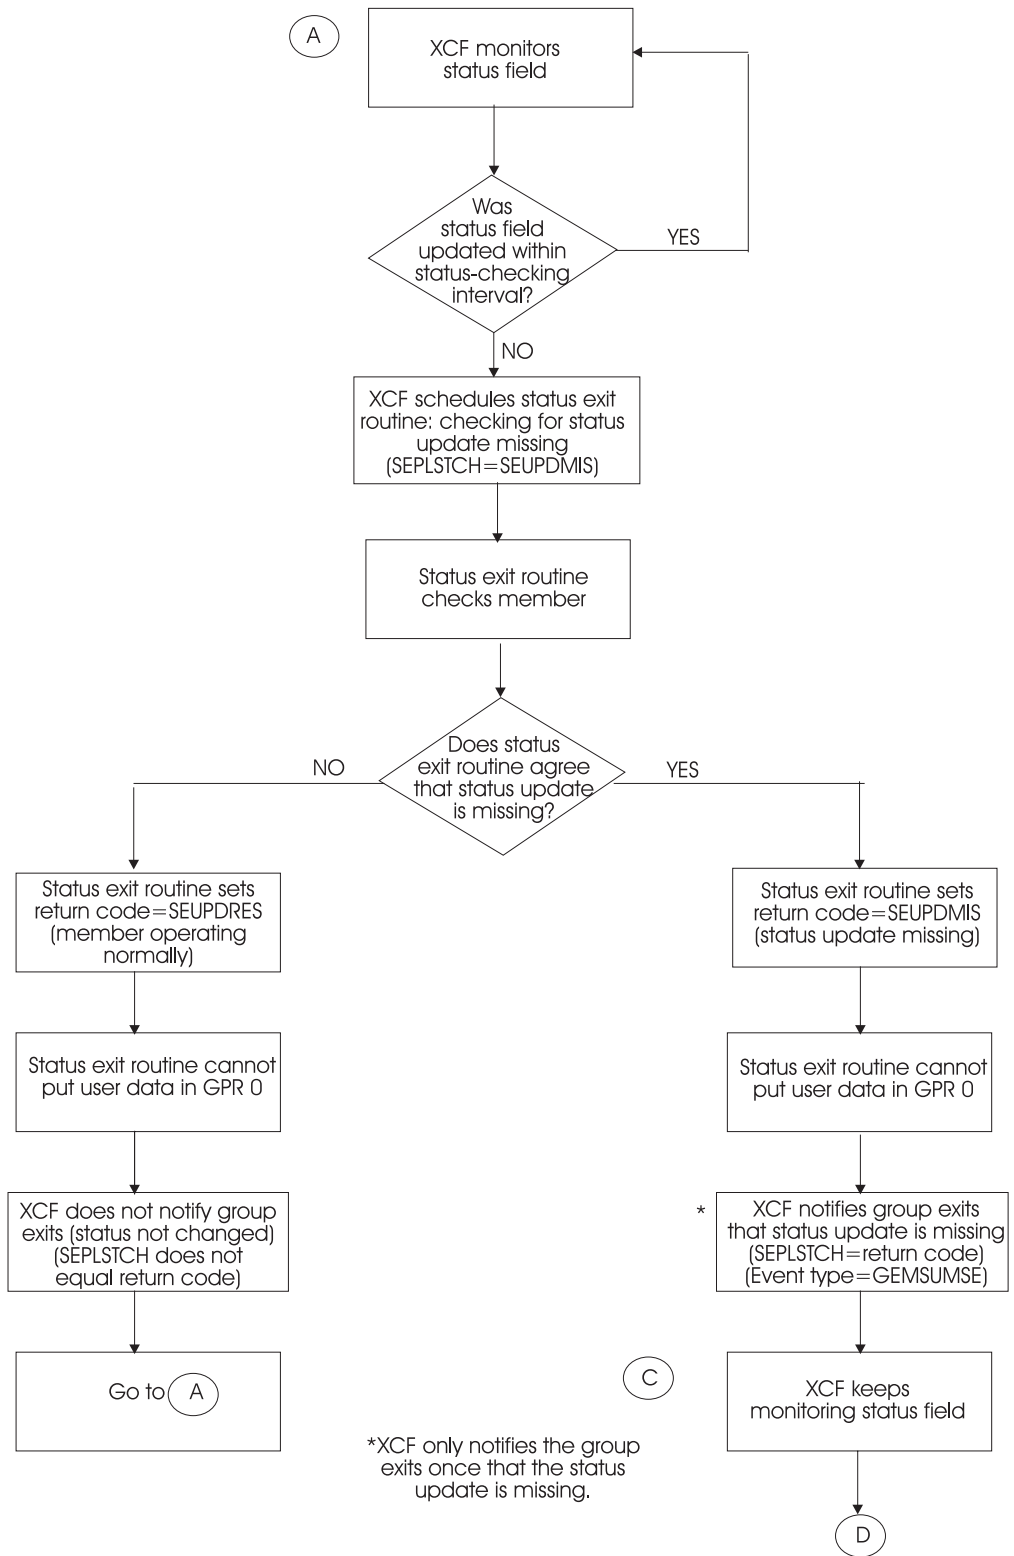 A
XCF monitors
status field
Was
status field
updated within
status-checking
interval?
YES
NO
XCF schedules status exit
routine: checking for status
update missing
(SEPLSTCH=SEUPDMIS)
Status exit routine
checks member
Does status
exit routine agree
that status update
is missing?
NO
YES
Status exit routine sets
return code=SEUPDRES
(member operating
normally)
Status exit routine sets
return code=SEUPDMIS
(status update missing)
Status exit routine cannot
put user data in GPR 0
Status exit routine cannot
put user data in GPR 0
XCF does not notify group
exits (status not changed)
(SEPLSTCH does not
equal return code)
*
XCF notifies group exits
that status update is missing
(SEPLSTCH=return code)
(Event type=GEMSUMSE)
Go to A
C
XCF keeps
monitoring status field
*XCF only notifies the group
exits once that the status
update is missing.
D